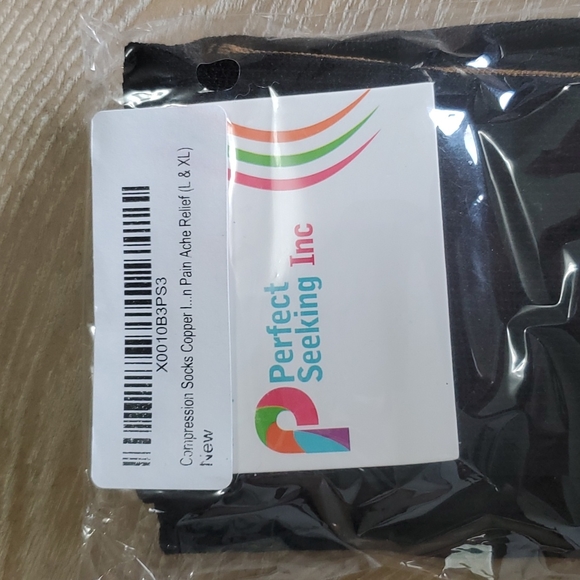 X0010B3PS3
Compression Socks Copper I...n Pain Ache Relief (L & XL)
New
Perfect
Seeking Inc